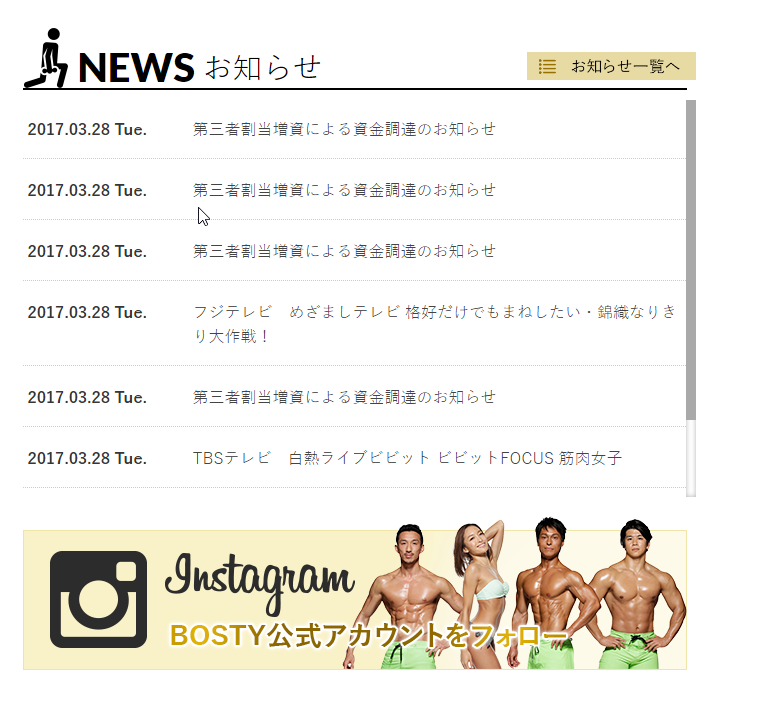 NEWS お知らせ
お知らせ一覧へ
2017.03.28 Tue. 第三者割当増資による資金調達のお知らせ
2017.03.28 Tue. 第三者割当増資による資金調達のお知らせ
2017.03.28 Tue. 第三者割当増資による資金調達のお知らせ
2017.03.28 Tue. フジテレビ　めざましテレビ 格好だけでもまねしたい・錦織なりき
り大作戦！
2017.03.28 Tue. 第三者割当増資による資金調達のお知らせ
2017.03.28 Tue. TBSテレビ　白熱ライブビビット ビビットFOCUS 筋肉女子
Instagram
BOSTY公式アカウントをフォロー